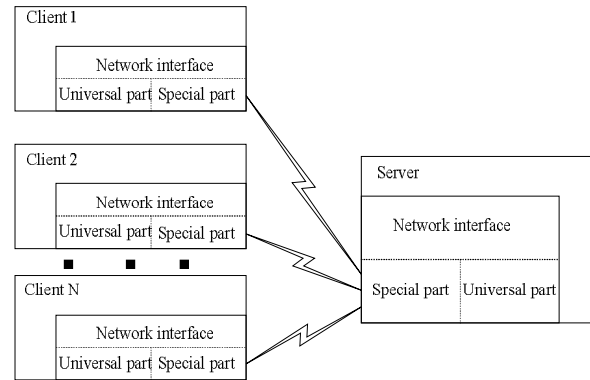 Client 1
Network interface
Universal part Special part
Client 2
Network interface
Universal part Special part
Client N
Network interface
Universal part Special part
Server
Network interface
Special part Universal part